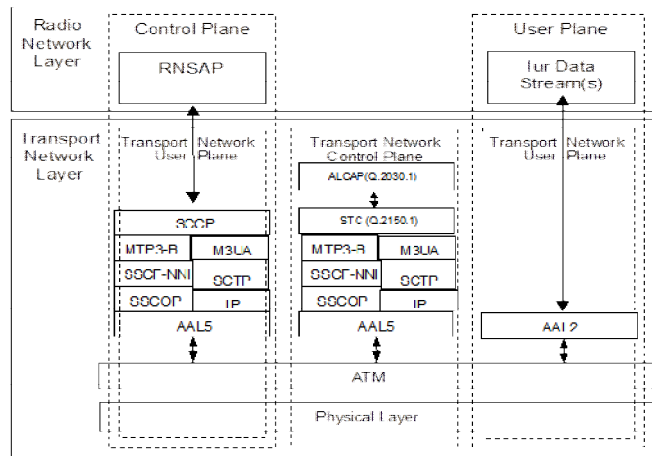 Radio
Network
Layer
Control Plane
RNSAP
User Plane
Iur Data
Stream(s)
Transport
Network
Layer
Transport Network
User Plane
Transport Network
Control Plane
Transport Network
User Plane
ALCAP(Q.2030.1)
SCCP
STC (Q.2150.1)
MTP3-B
M3UA
MTP3-B
M3UA
SSCF-NNI
SCTP
SSCF-NNI
SCTP
SSCOP
IP
SSCOP
IP
AAL5
AAL5
AAL2
ATM
Physical Layer